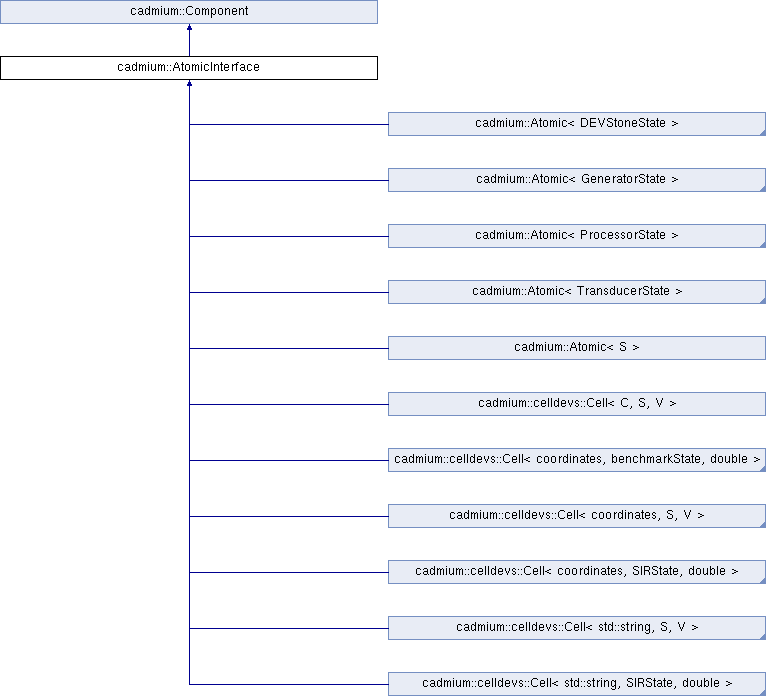 cadmium::Component
cadmium::AtomicInterface
cadmium::Atomic< DEVStoneState >
cadmium::Atomic< GeneratorState >
cadmium::Atomic< ProcessorState >
cadmium::Atomic< TransducerState >
cadmium::Atomic< S >
cadmium::celldevs::Cell< C, S, V >
cadmium::celldevs::Cell< coordinates, benchmarkState, double >
cadmium::celldevs::Cell< coordinates, S, V >
cadmium::celldevs::Cell< coordinates, SIRState, double >
cadmium::celldevs::Cell< std::string, S, V >
cadmium::celldevs::Cell< std::string, SIRState, double >